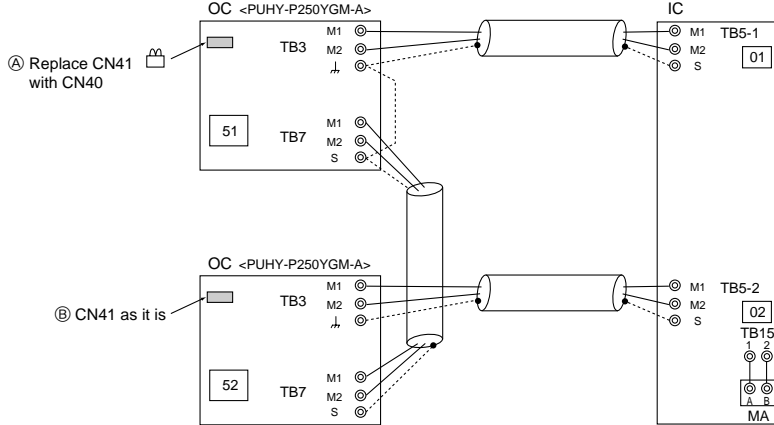 OC <PUHY-P250YGM-A>
IC
Ⓐ Replace CN41
with CN40
TB3
M1
M2
M1
M2
S
TB5-1
01
51
TB7
M1
M2
S
OC <PUHY-P250YGM-A>
Ⓑ CN41 as it is
TB3
M1
M2
M1
M2
S
TB5-2
02
TB15
1 2
A B
MA
52
TB7
M1
M2
S